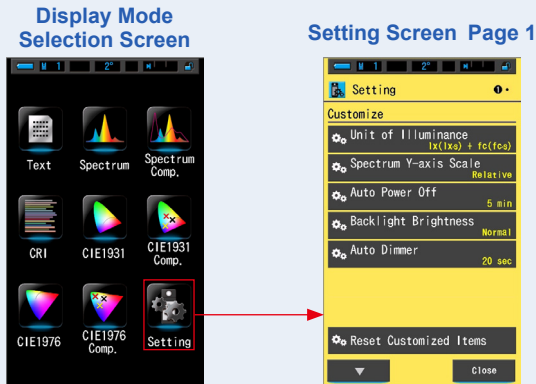 Display Mode
Selection Screen
M 1 2°
Text
Spectrum
Spectrum
Comp.
CRI
CIE1931
CIE1931
Comp.
CIE1976
CIE1976
Comp.
Setting
Setting Screen Page 1
M 1 2°
Setting
1
Customize
Unit of Illuminance
lx(lxs) + fc(fcs)
Spectrum Y-axis Scale
Relative
Auto Power Off
5 min
Backlight Brightness
Normal
Auto Dimmer
20 sec
Reset Customized Items
Close